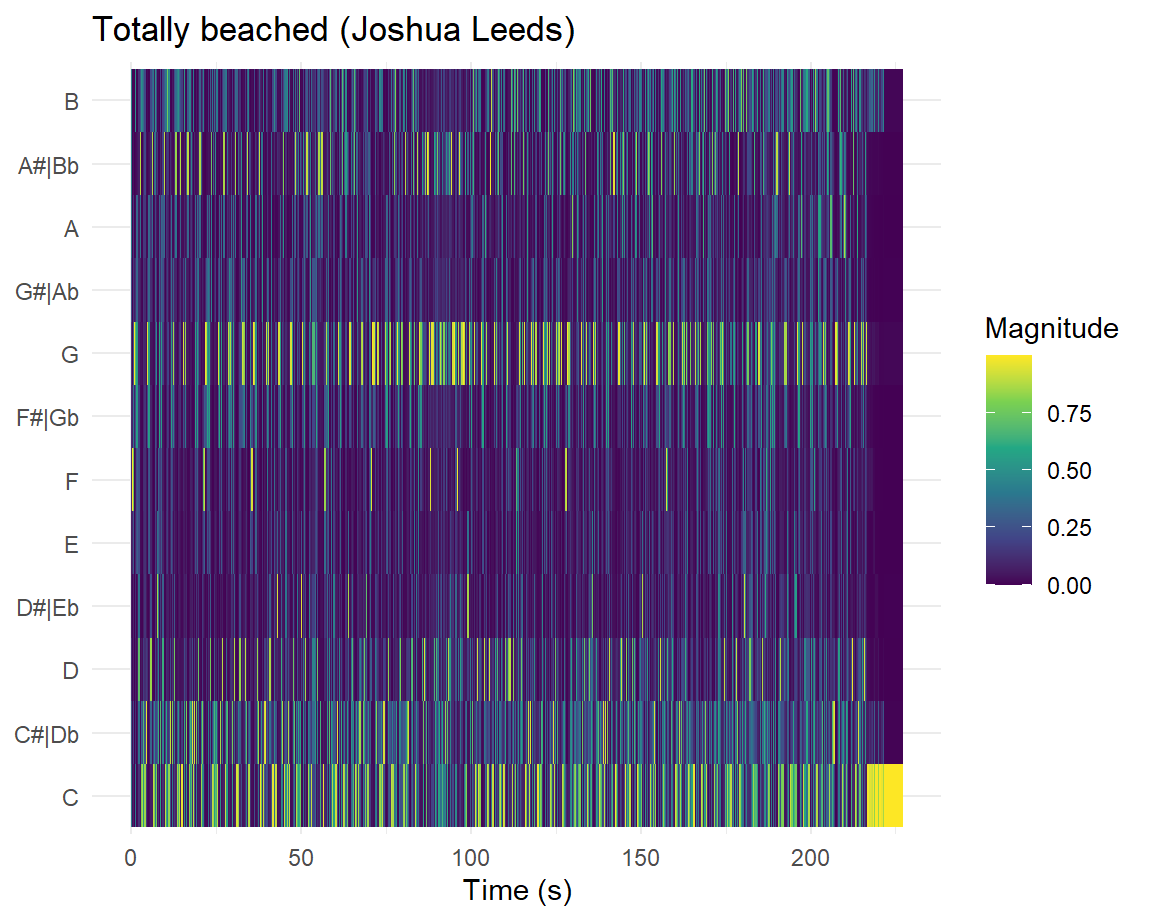 Totally beached (Joshua Leeds)
B
A#|Bb
A
G#|Ab
G
F#|Gb
F
E
D#|Eb
D
C#|Db
C
0 50 100 150 200
Time (s)
Magnitude
0.75
0.50
0.25
0.00